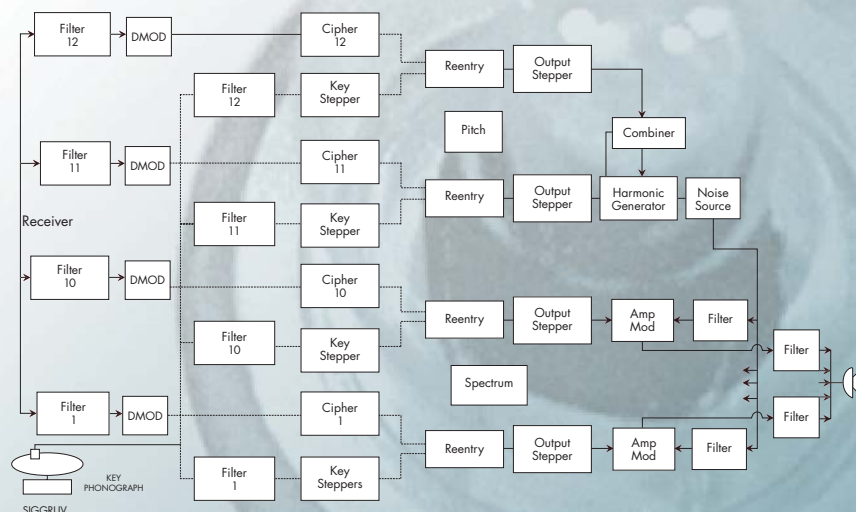 Filter
12
DMOD
Cipher
12
Reentry
Output
Stepper
Filter
12
Key
Stepper
Pitch
Combiner
Filter
11
DMOD
Cipher
11
Reentry
Output
Stepper
Harmonic
Generator
Noise
Source
Receiver
Filter
11
Key
Stepper
Filter
10
DMOD
Cipher
10
Reentry
Output
Stepper
Amp
Mod
Filter
Filter
10
Key
Stepper
Filter
Spectrum
Filter
1
DMOD
Cipher
1
Filter
Reentry
Output
Stepper
Amp
Mod
Filter
Filter
1
Key
Steppers
KEY
PHONOGRAPH
SIGGRUV